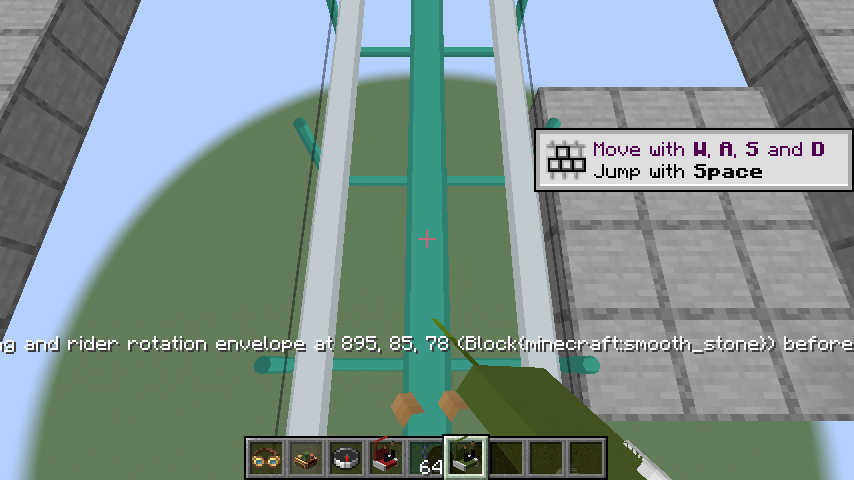 Move with W, A, S and D
Jump with Space
ng and rider rotation envelope at 895, 85, 78 (Block{minecraft:smooth_stone}) before
64